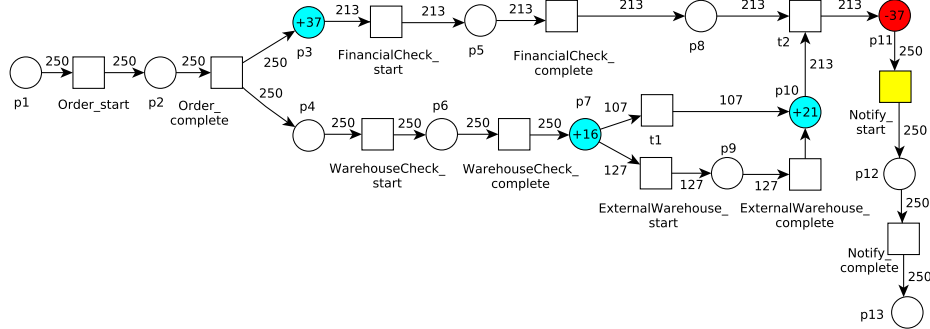 +37
213
213
213
213
213
213
-37
p3
p5
p8
t2
p11
FinancialCheck_
start
FinancialCheck_
complete
250
250
250
250
250
213
250
p1
Order_start
p2
Order_
complete
250
p4
p6
p7
107
107
p10
+21
t1
Notify_
start
250
250
250
250
+16
WarehouseCheck_
start
WarehouseCheck_
complete
127
p9
127
127
250
p12
ExternalWarehouse_
start
ExternalWarehouse_
complete
250
Notify_
complete
250
p13